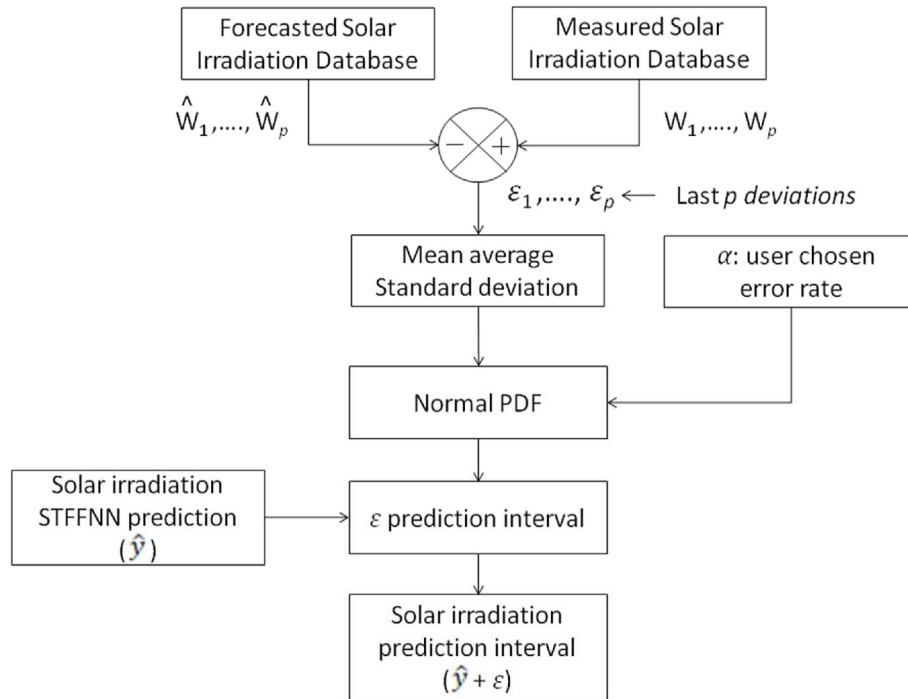 Forecasted Solar
Irradiation Database
Measured Solar
Irradiation Database
Ŵ₁,...., Ŵₚ
− +
W₁,...., Wₚ
ε₁,...., εₚ ← Last p deviations
Mean average
Standard deviation
α: user chosen
error rate
Normal PDF
Solar irradiation
STFFNN prediction
(ŷ)
ε prediction interval
Solar irradiation
prediction interval
(ŷ + ε)